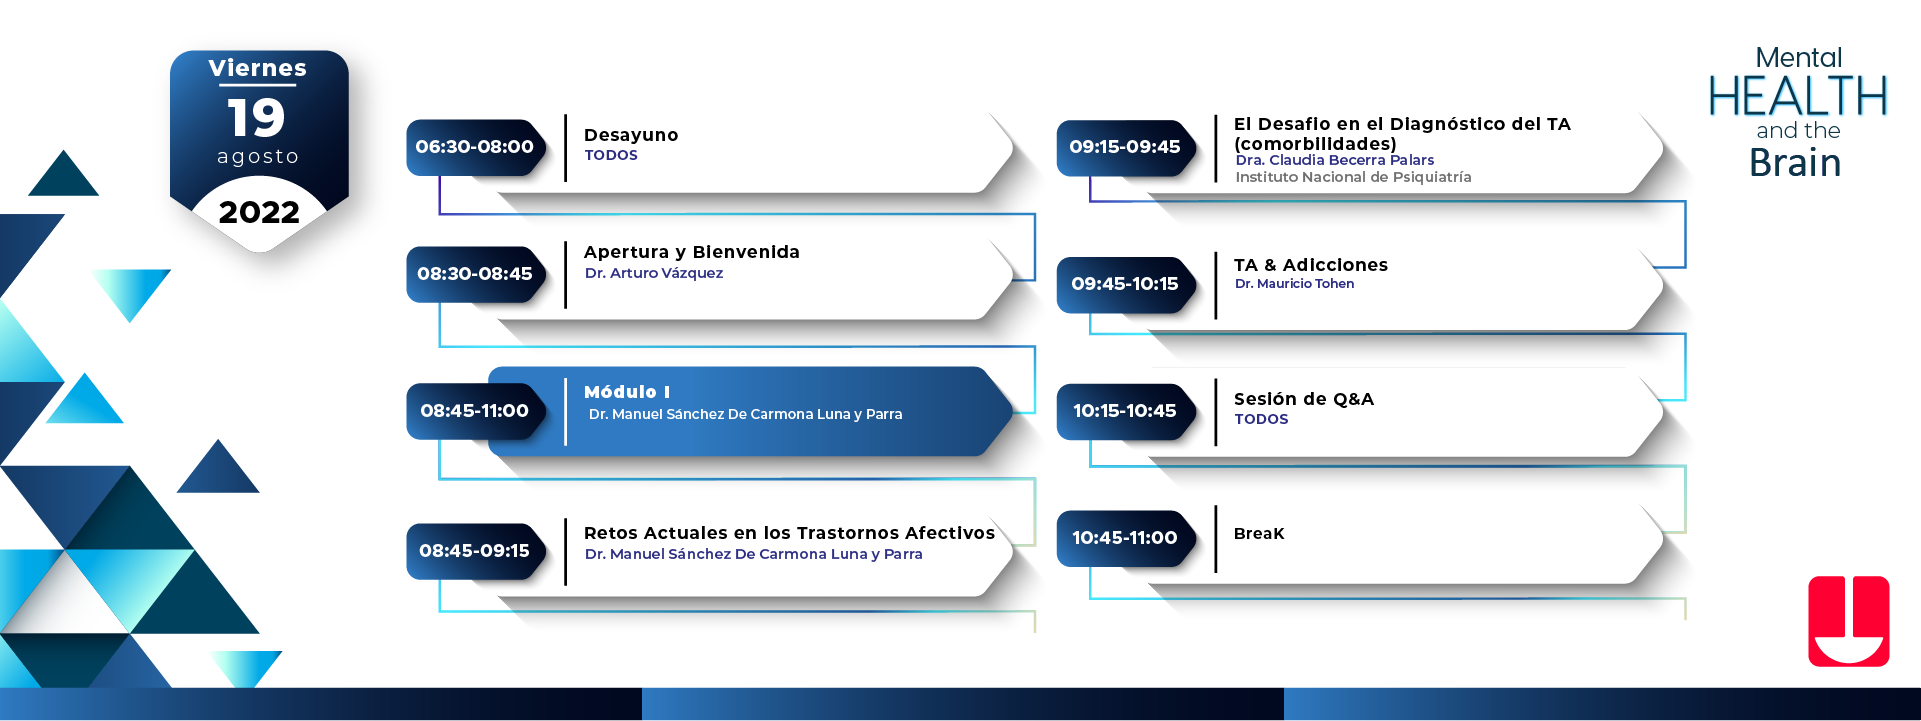 Viernes
19
agosto
2022
06:30-08:00
Desayuno
TODOS
08:30-08:45
Apertura y Bienvenida
Dr. Arturo Vázquez
08:45-11:00
Módulo I
Dr. Manuel Sánchez De Carmona Luna y Parra
08:45-09:15
Retos Actuales en los Trastornos Afectivos
Dr. Manuel Sánchez De Carmona Luna y Parra
09:15-09:45
El Desafio en el Diagnóstico del TA
(comorbilidades)
Dra. Claudia Becerra Palars
Instituto Nacional de Psiquiatría
09:45-10:15
TA & Adicciones
Dr. Mauricio Tohen
10:15-10:45
Sesión de Q&A
TODOS
10:45-11:00
BreaK
Mental
HEALTH
and the
Brain